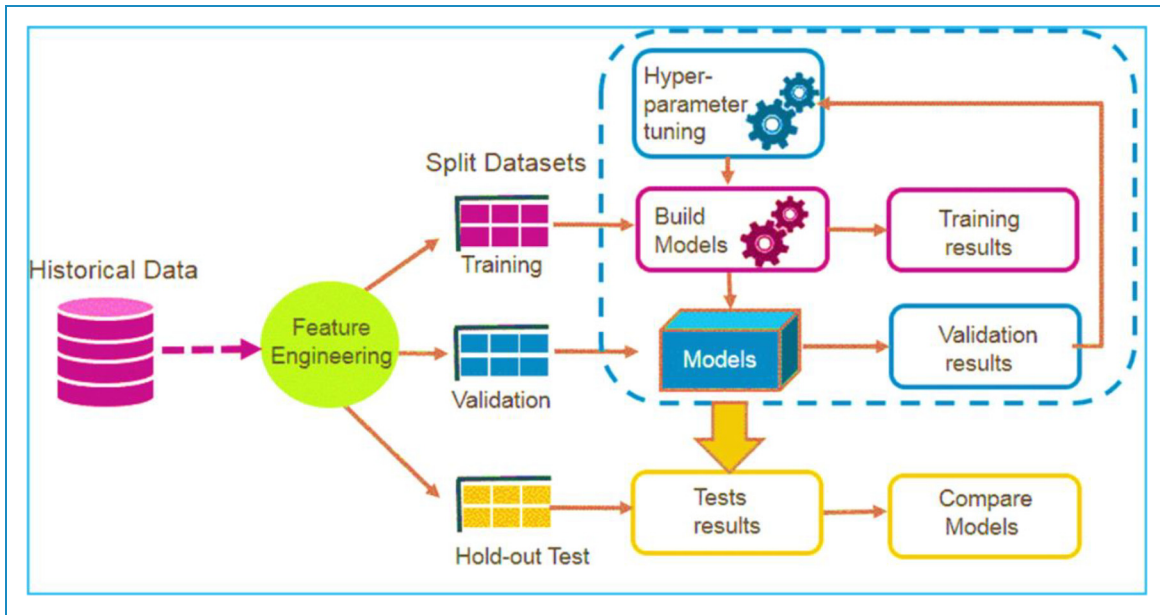 Historical Data
Feature
Engineering
Split Datasets
Training
Validation
Hold-out Test
Hyper-
parameter
tuning
Build
Models
Training
results
Models
Validation
results
Tests
results
Compare
Models